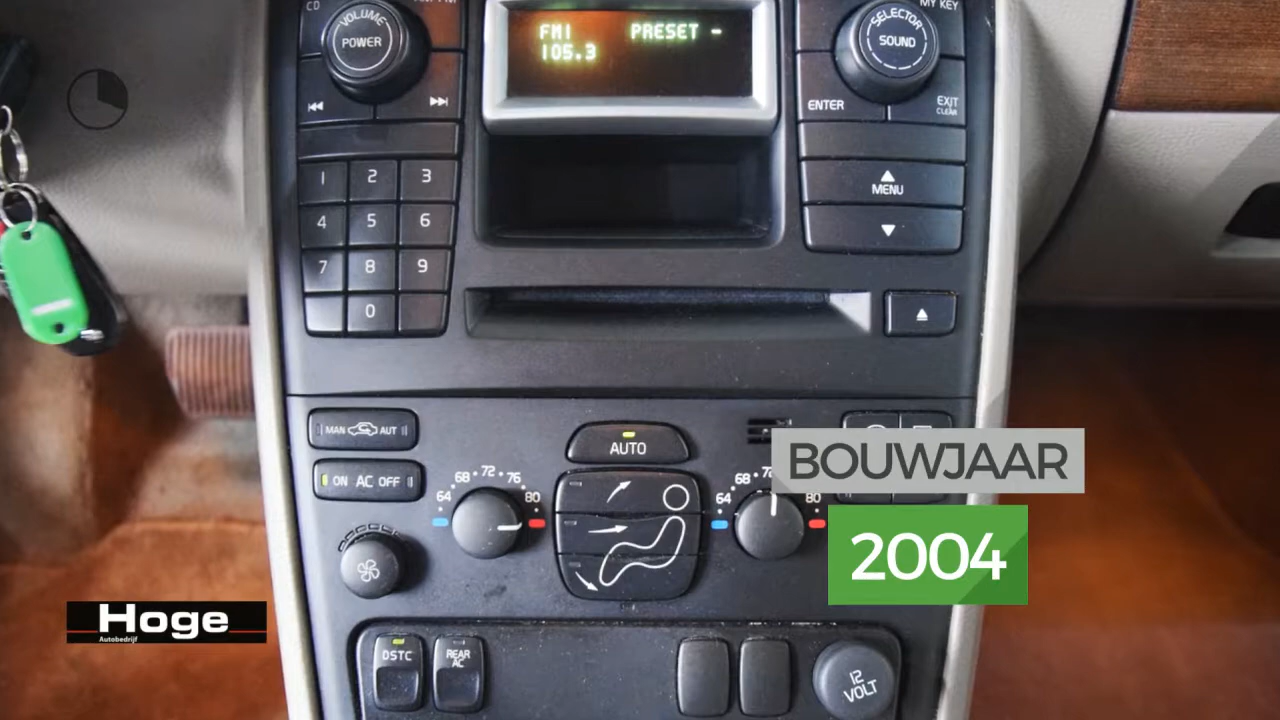 CD
VOLUME
POWER
FM1 PRESET -
105.3
MY KEY
SELECTOR
SOUND
ENTER
EXIT
CLEAR
1 2 3
4 5 6
7 8 9
0
MENU
MAN AUT
ON AC OFF
AUTO
64 68 72 76 80
64 68 72 80
BOUWJAAR
2004
Hoge
Autobedrijf
DSTC
REAR
AC
12
VOLT